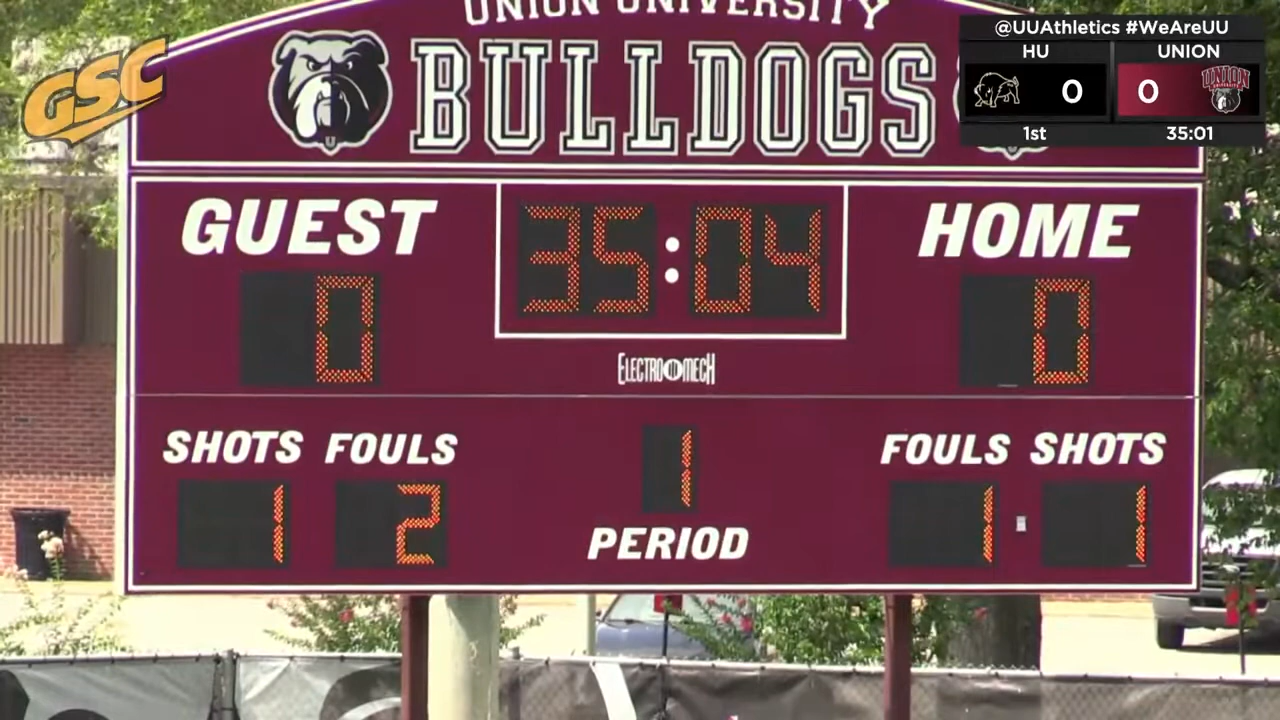 UNION UNIVERSITY
BULLDOGS
GSC
@UUAthletics #WeAreUU
HU UNION
0 0
UNION
1st 35:01
GUEST 35:04 HOME
0 0
ELECTRO MECH
SHOTS FOULS 1 FOULS SHOTS
1 2 1 1
PERIOD